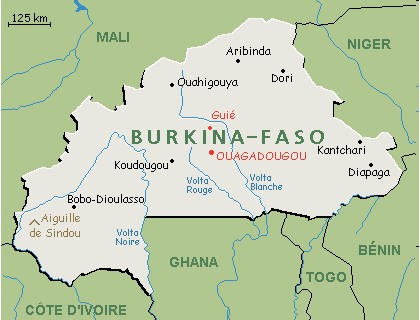 125 km
MALI
NIGER
Aribinda
Dori
Ouahigouya
Guié
BURKINA-FASO
OUAGADOUGOU
Kantchari
Koudougou
Diapaga
Volta
Rouge
Volta
Blanche
Bobo-Dioulasso
Aiguille
de Sindou
Volta
Noire
BÉNIN
GHANA
TOGO
CÔTE D'IVOIRE